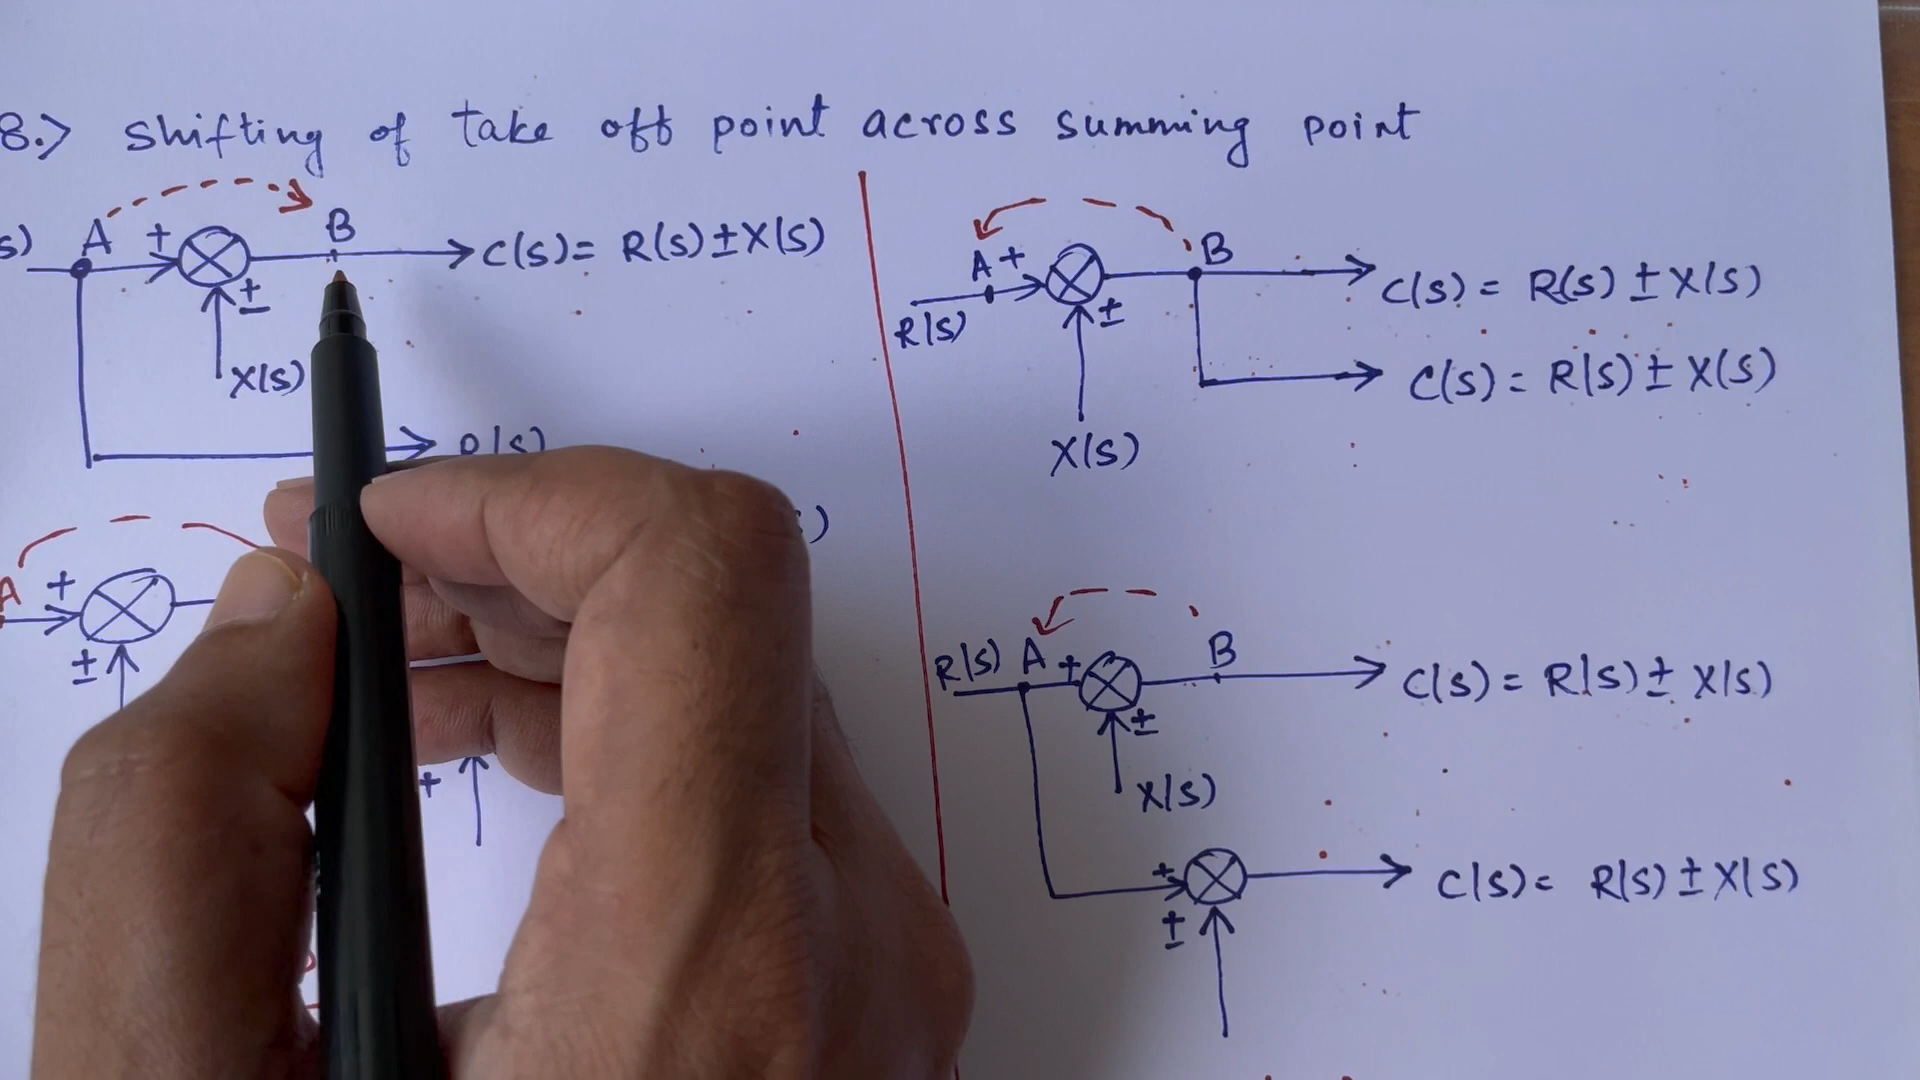 8.> Shifting of take off point across summing point
A + B
s) C(s) = R(s) ± X(s)
±
X(s)
R(s)
)
A +
±
+
A + B
R(s) C(s) = R(s) ± X(s)
±
C(s) = R(s) ± X(s)
X(s)
R(s) A + B
C(s) = R(s) ± X(s)
±
X(s)
+
C(s) = R(s) ± X(s)
±